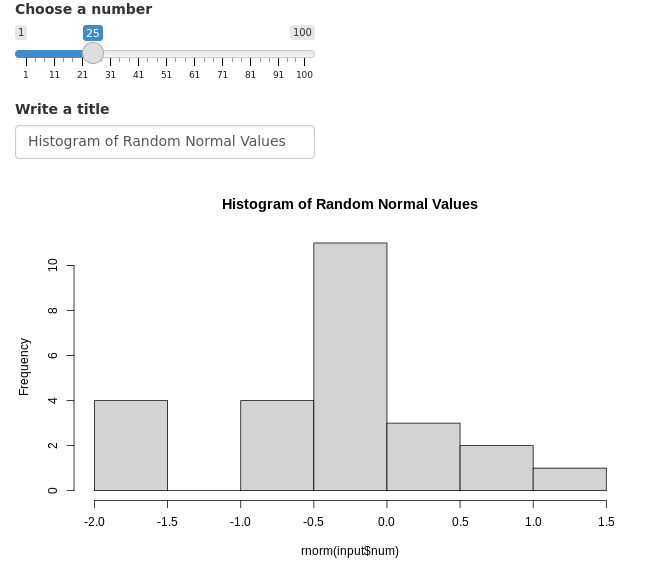 Choose a number
1 25 100
1 11 21 31 41 51 61 71 81 91 100
Write a title
Histogram of Random Normal Values
Histogram of Random Normal Values
Frequency
10
8
6
4
2
0
-2.0 -1.5 -1.0 -0.5 0.0 0.5 1.0 1.5
rnorm(input$num)